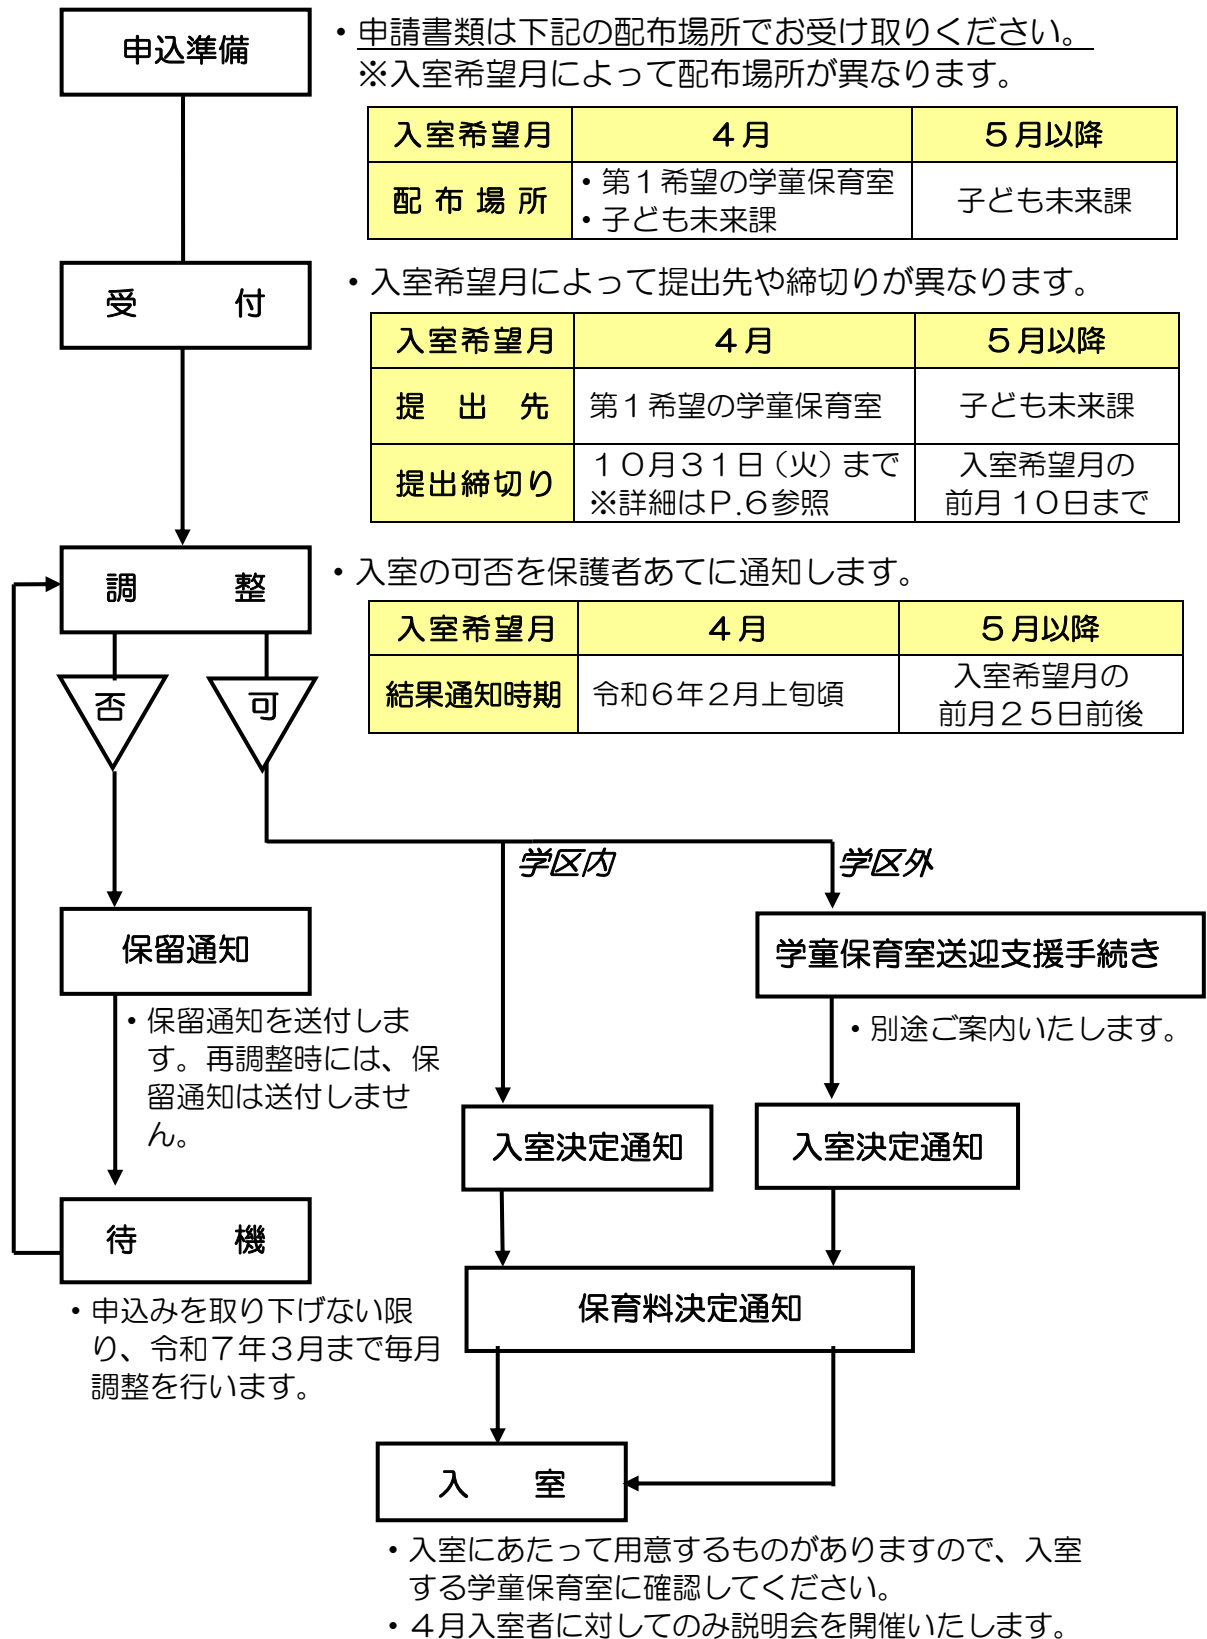 申込準備
・申請書類は下記の配布場所でお受け取りください。
※入室希望月によって配布場所が異なります。
入室希望月 ４月 ５月以降
配布場所 ・第１希望の学童保育室 子ども未来課
・子ども未来課
受 付
・入室希望月によって提出先や締切りが異なります。
入室希望月 ４月 ５月以降
提 出 先 第１希望の学童保育室 子ども未来課
提出締切り １０月３１日（火）まで 入室希望月の
※詳細はＰ.６参照 前月１０日まで
調 整
・入室の可否を保護者あてに通知します。
入室希望月 ４月 ５月以降
結果通知時期 令和６年２月上旬頃 入室希望月の
前月２５日前後
否 可
学区内 学区外
保留通知
学童保育室送迎支援手続き
・保留通知を送付しま
す。再調整時には、保
留通知は送付しませ
ん。
・別途ご案内いたします。
入室決定通知 入室決定通知
待 機
・申込みを取り下げない限
り、令和７年３月まで毎月
調整を行います。
保育料決定通知
入 室
・入室にあたって用意するものがありますので、入室
する学童保育室に確認してください。
・４月入室者に対してのみ説明会を開催いたします。